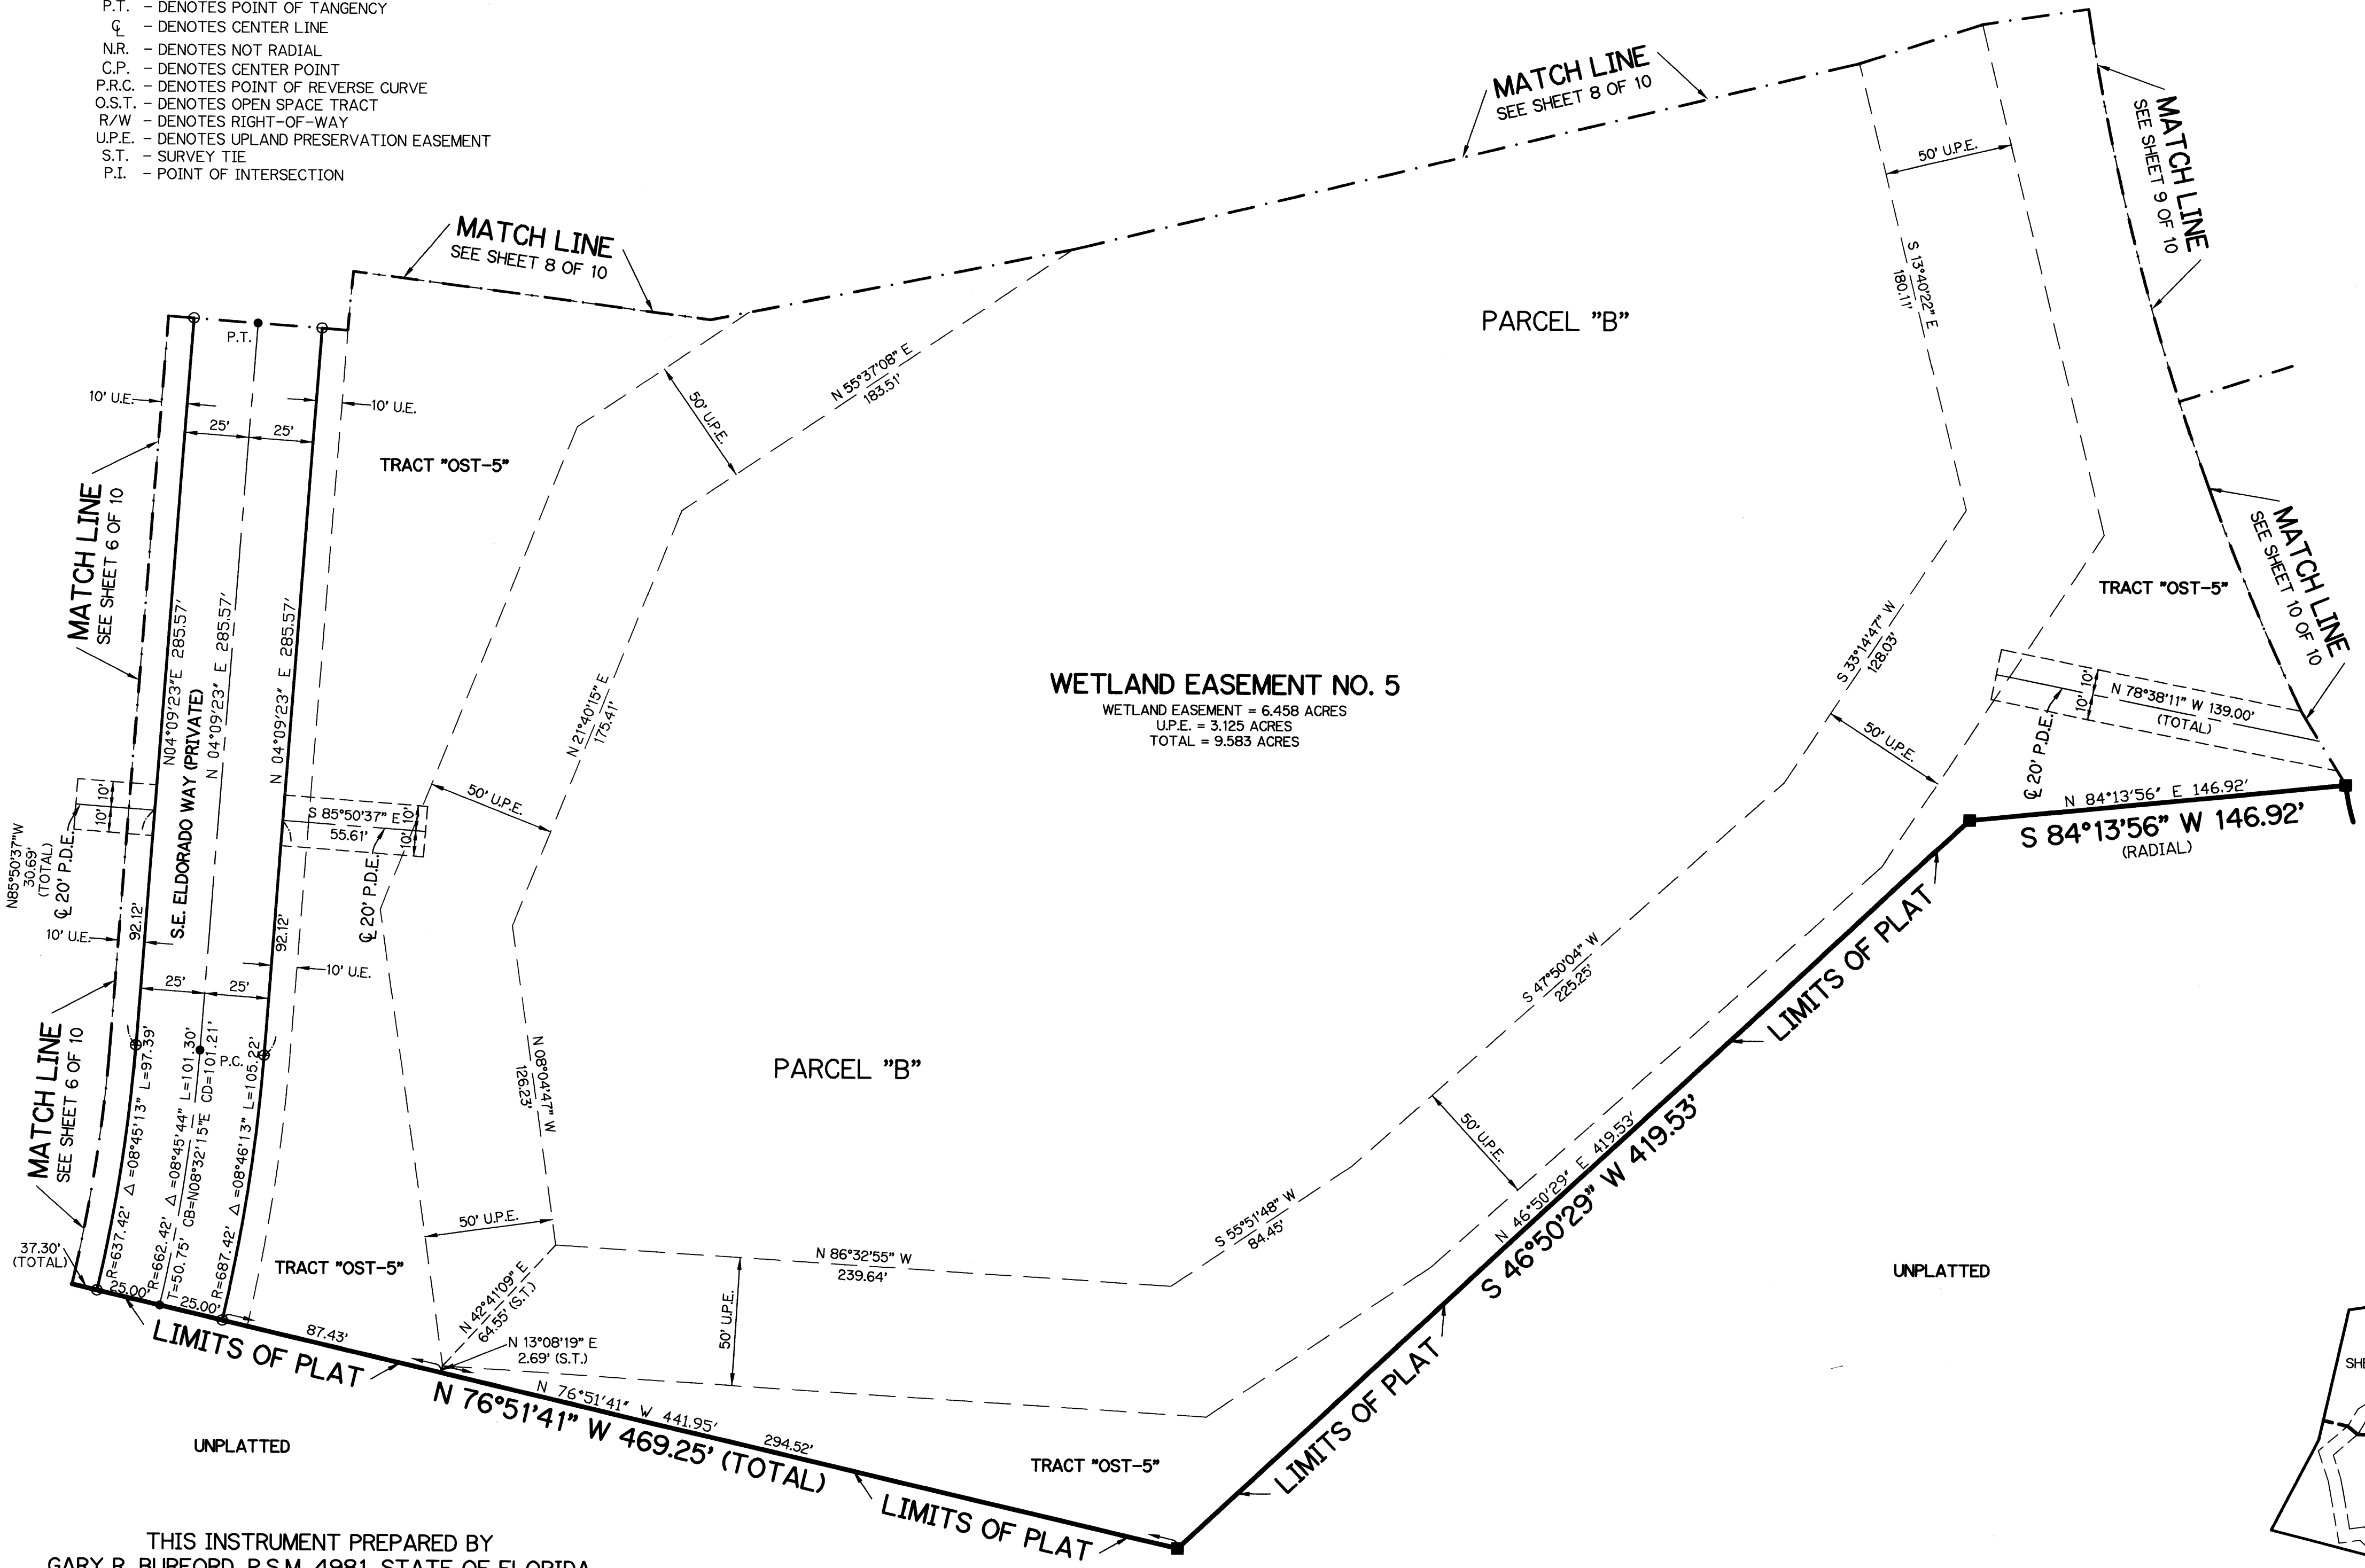 P.T. - DENOTES POINT OF TANGENCY
℄ - DENOTES CENTER LINE
N.R. - DENOTES NOT RADIAL
C.P. - DENOTES CENTER POINT
P.R.C. - DENOTES POINT OF REVERSE CURVE
O.S.T. - DENOTES OPEN SPACE TRACT
R/W - DENOTES RIGHT-OF-WAY
U.P.E. - DENOTES UPLAND PRESERVATION EASEMENT
S.T. - SURVEY TIE
P.I. - POINT OF INTERSECTION
MATCH LINE
SEE SHEET 8 OF 10
MATCH LINE
SEE SHEET 8 OF 10
MATCH LINE
SEE SHEET 9 OF 10
MATCH LINE
SEE SHEET 10 OF 10
50' U.P.E.
S 13°40'22" E
180.11'
PARCEL "B"
N 55°37'08" E
183.51'
50' U.P.E.
P.T.
10' U.E.
10' U.E.
25'
25'
TRACT "OST-5"
MATCH LINE
SEE SHEET 6 OF 10
N04°09'23"E 285.57'
N 04°09'23" E 285.57'
N 04°09'23" E 285.57'
S.E. ELDORADO WAY (PRIVATE)
N 21°40'15" E
175.41'
WETLAND EASEMENT NO. 5
WETLAND EASEMENT = 6.458 ACRES
U.P.E. = 3.125 ACRES
TOTAL = 9.583 ACRES
S 33°14'47" W
128.03'
50' U.P.E.
TRACT "OST-5"
10'
10'
N 78°38'11" W 139.00'
(TOTAL)
℄ 20' P.D.E.
N 84°13'56" E 146.92'
S 84°13'56" W 146.92'
(RADIAL)
10'
10'
N85°50'37"W
30.69'
(TOTAL)
℄ 20' P.D.E.
S 85°50'37" E
55.61'
10'
10'
℄ 20' P.D.E.
50' U.P.E.
92.12'
92.12'
10' U.E.
10' U.E.
25'
25'
P.C.
MATCH LINE
SEE SHEET 6 OF 10
R=637.42' Δ=08°45'13" L=97.39'
R=662.42' Δ=08°45'44" L=101.30'
T=50.75' CB=N08°32'15"E CD=101.21'
R=687.42' Δ=08°46'13" L=105.22'
N 08°04'47" W
126.23'
PARCEL "B"
S 47°50'04" W
225.25'
LIMITS OF PLAT
50' U.P.E.
S 55°51'48" W
84.45'
N 46°50'29" E 419.53'
S 46°50'29" W 419.53'
UNPLATTED
37.30'
(TOTAL)
25.00'
25.00'
LIMITS OF PLAT
87.43'
TRACT "OST-5"
50' U.P.E.
N 86°32'55" W
239.64'
N 42°41'09" E
64.55' (S.T.)
N 13°08'19" E
2.69' (S.T.)
50' U.P.E.
N 76°51'41" W 441.95'
N 76°51'41" W 469.25' (TOTAL)
294.52'
LIMITS OF PLAT
TRACT "OST-5"
LIMITS OF PLAT
UNPLATTED
THIS INSTRUMENT PREPARED BY
GARY R. BURFORD, P.S.M. 4981, STATE OF FLORIDA